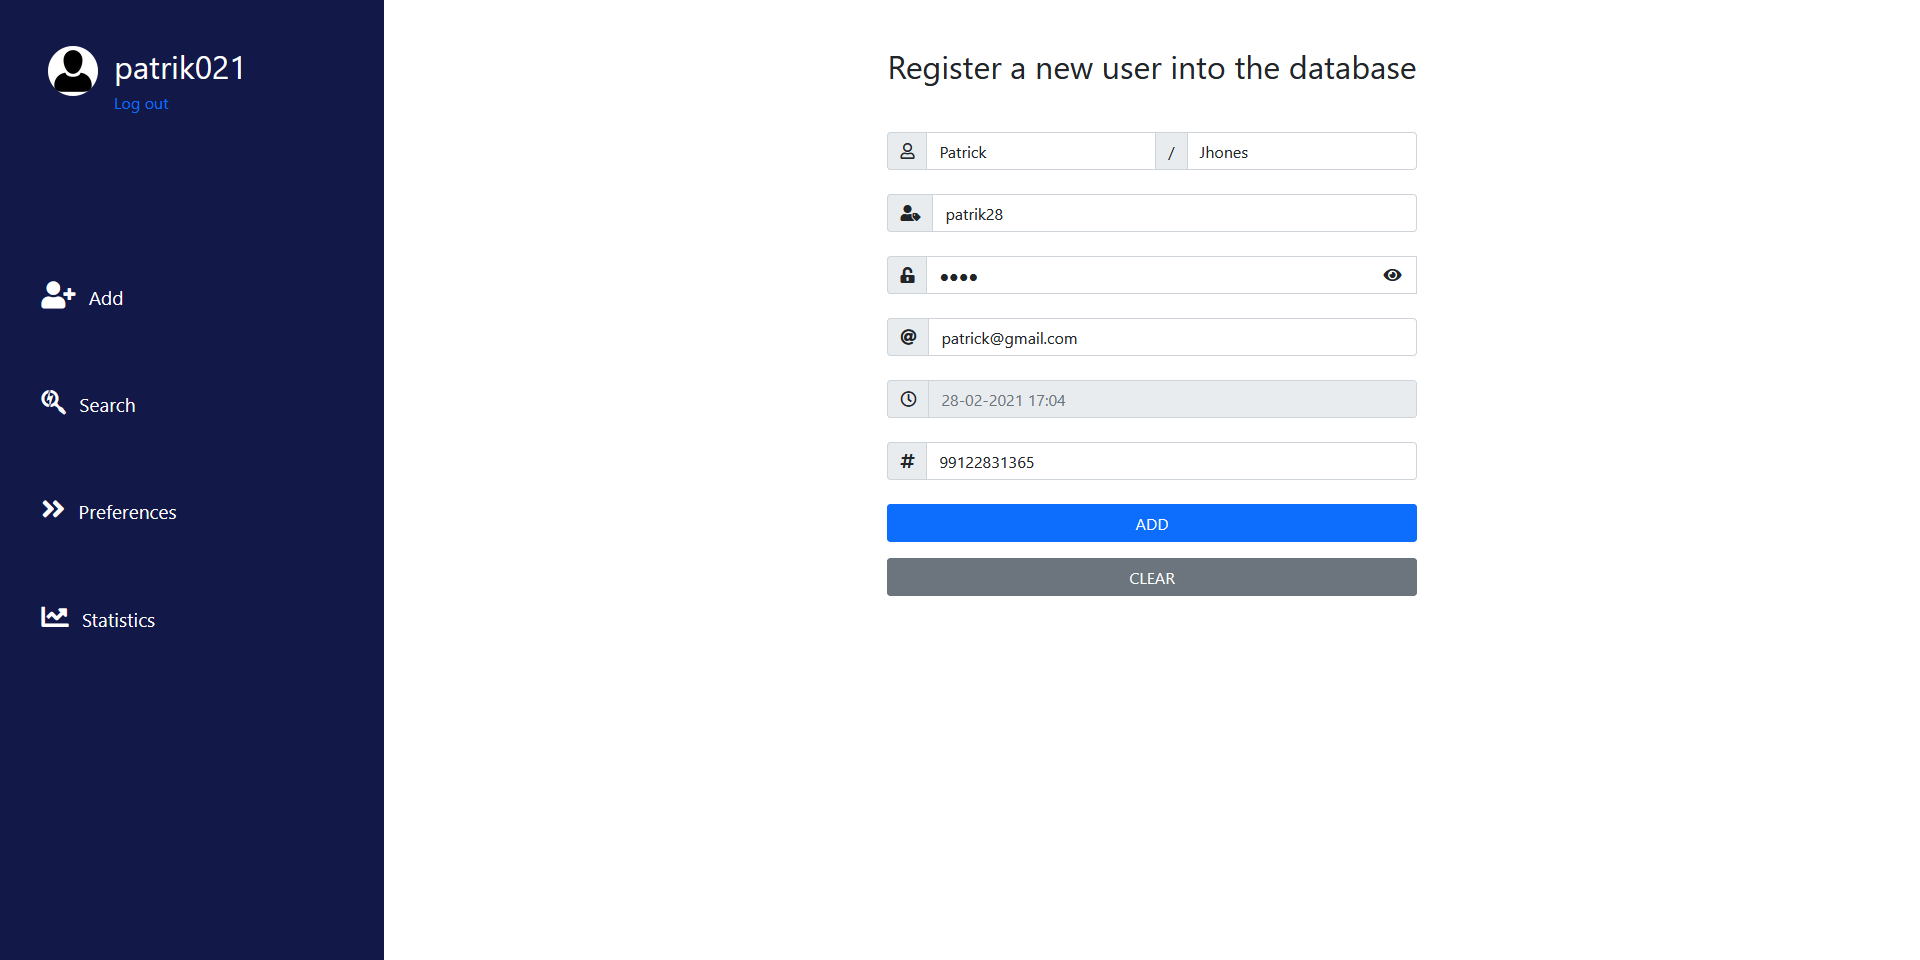 patrik021
Log out
Add
Search
Preferences
Statistics
Register a new user into the database
Patrick / Jhones
patrik28
••••
@ patrick@gmail.com
28-02-2021 17:04
# 99122831365
ADD
CLEAR